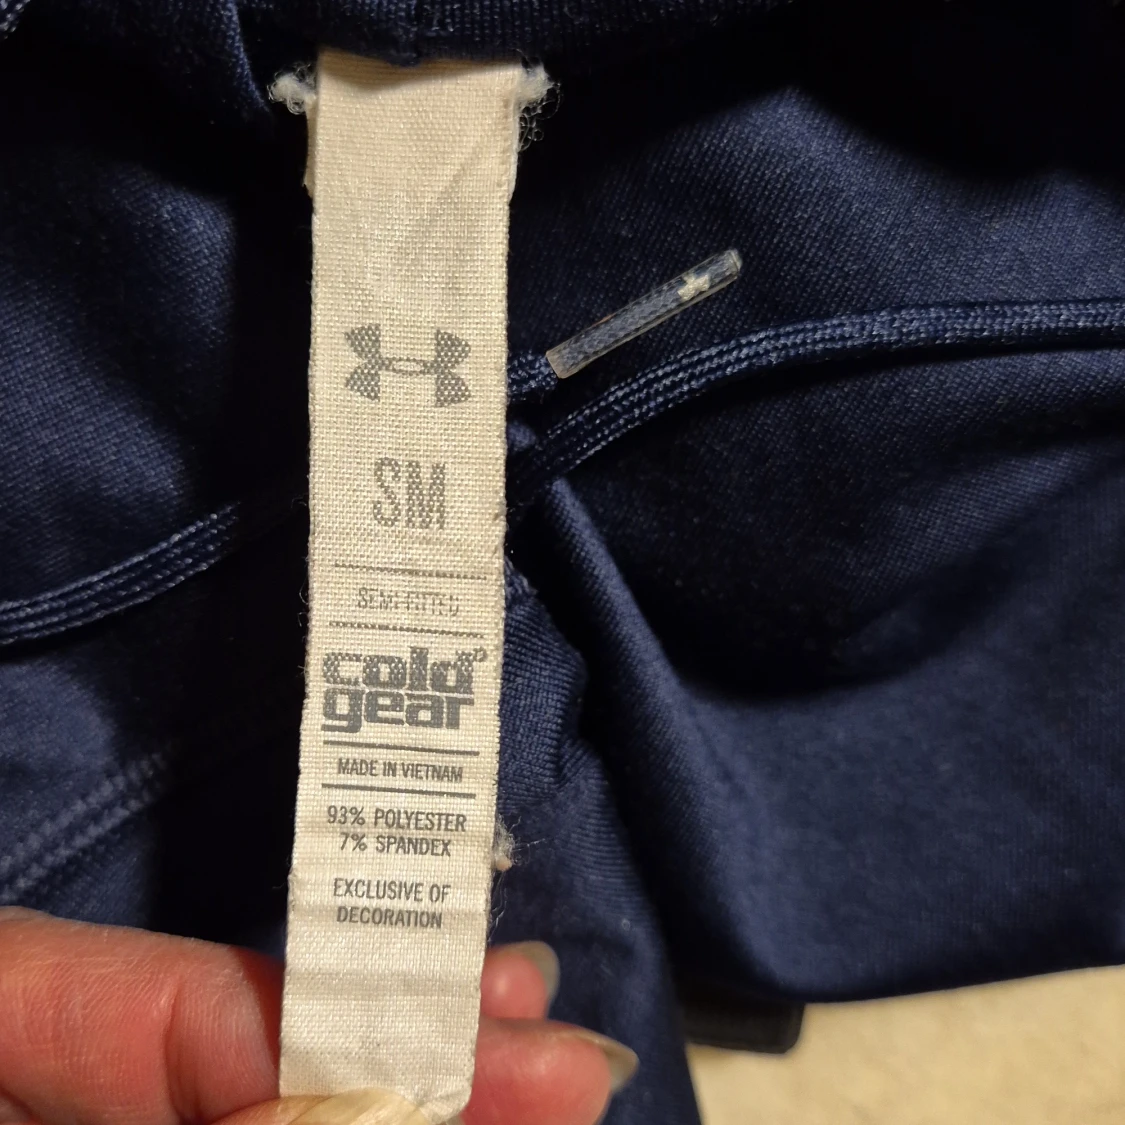 SM
SEMI-FITTED
cold®
gear
MADE IN VIETNAM
93% POLYESTER
7% SPANDEX
EXCLUSIVE OF
DECORATION